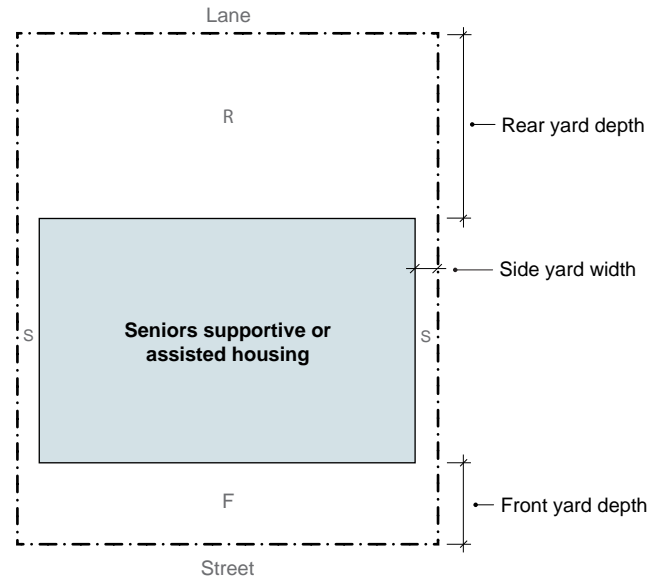 Lane
R
Rear yard depth
Side yard width
Seniors supportive or
assisted housing
S
S
F
Front yard depth
Street